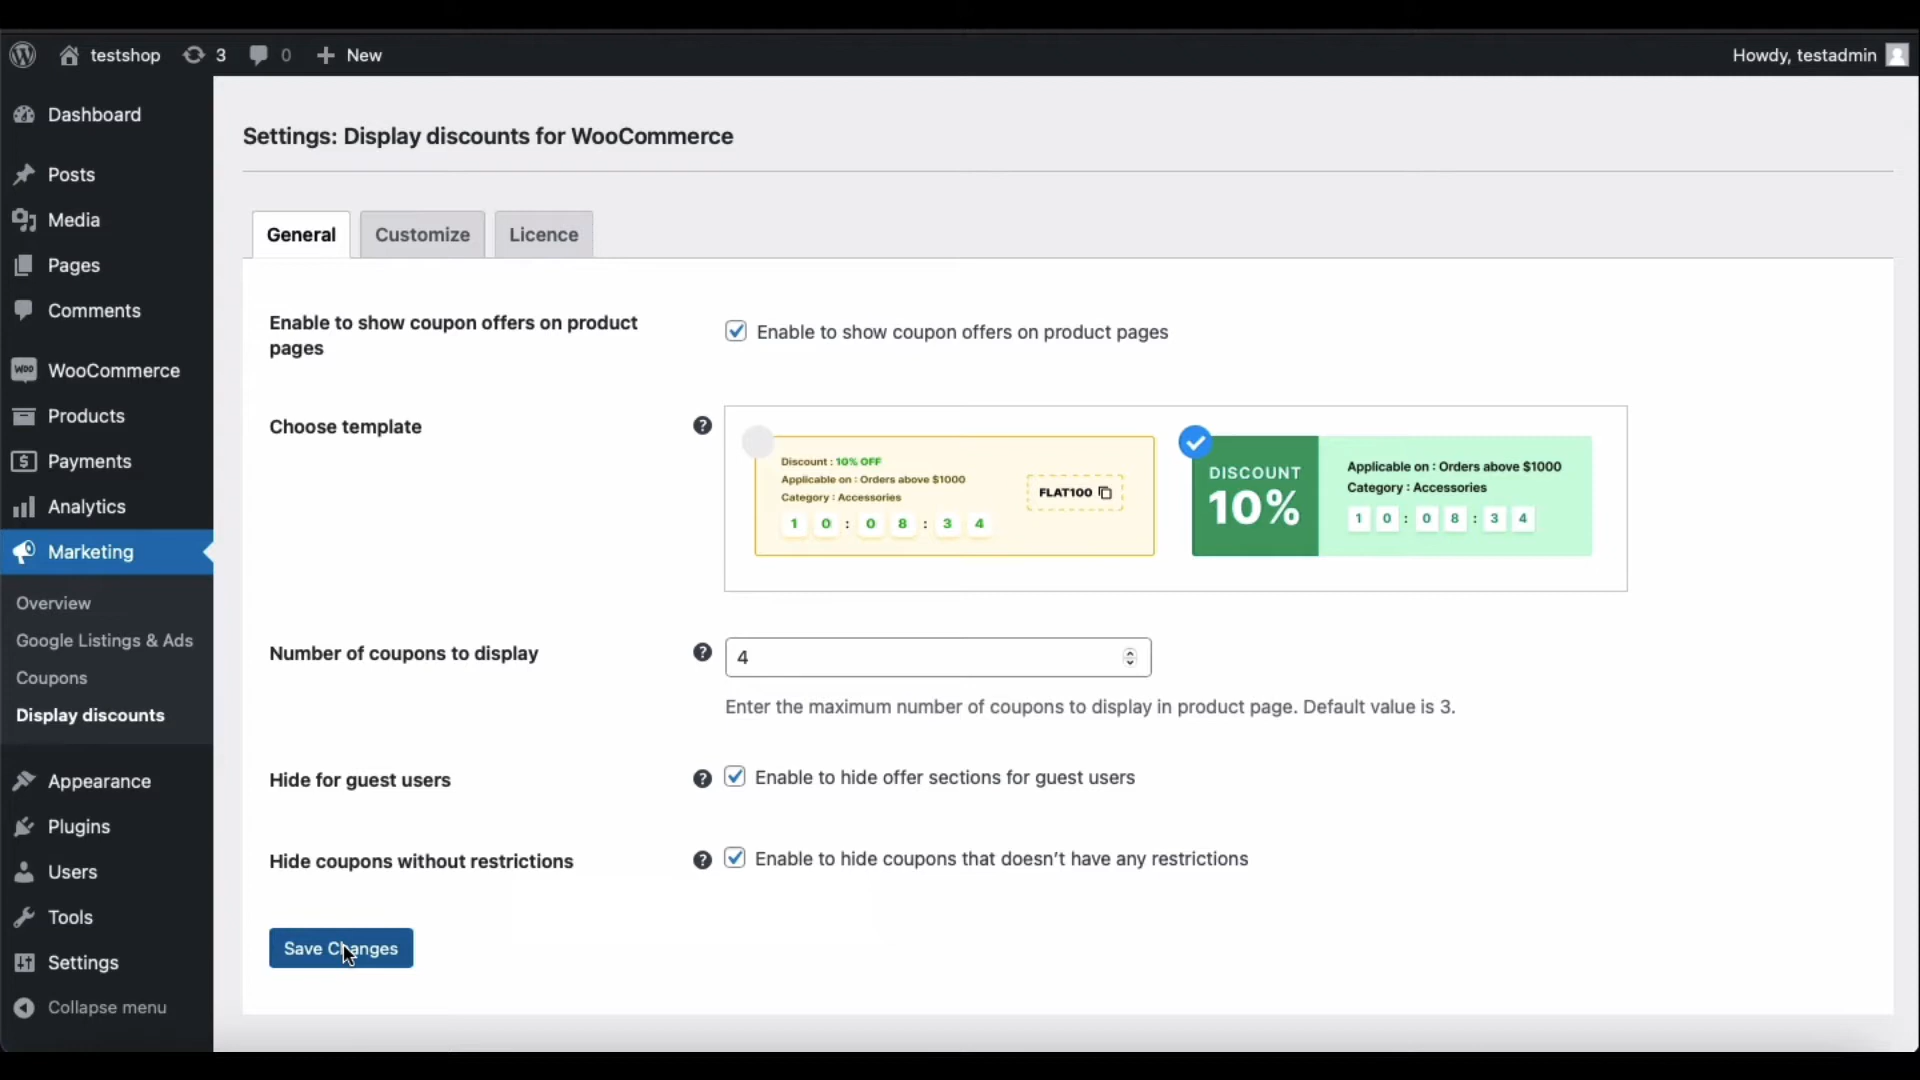 testshop
3
0
New
Howdy, testadmin
Dashboard
Posts
Media
Pages
Comments
WOO
WooCommerce
Products
Payments
Analytics
Marketing
Overview
Google Listings & Ads
Coupons
Display discounts
Appearance
Plugins
Users
Tools
Settings
Collapse menu
Settings: Display discounts for WooCommerce
General
Customize
Licence
Enable to show coupon offers on product
pages
Enable to show coupon offers on product pages
Choose template
Discount : 10% OFF
Applicable on : Orders above $1000
Category : Accessories
1 0 : 0 8 : 3 4
FLAT100
DISCOUNT
10%
Applicable on : Orders above $1000
Category : Accessories
1 0 : 0 8 : 3 4
Number of coupons to display
4
Enter the maximum number of coupons to display in product page. Default value is 3.
Hide for guest users
Enable to hide offer sections for guest users
Hide coupons without restrictions
Enable to hide coupons that doesn't have any restrictions
Save Changes